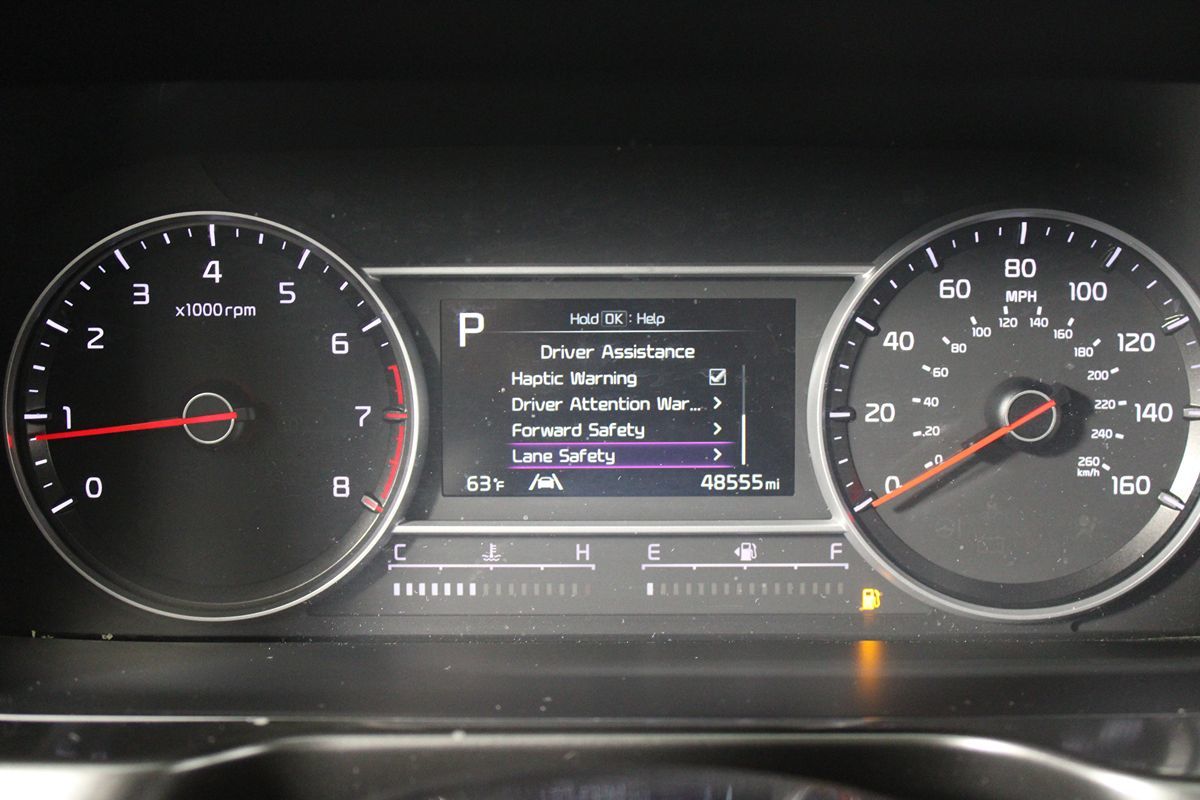 0
1
2
3
4
5
6
7
8
x1000 rpm
P
Hold OK : Help
Driver Assistance
Haptic Warning
Driver Attention War... >
Forward Safety >
Lane Safety >
63°F
48555 mi
C H
E F
0
20
40
60
80
100
120
140
160
MPH
0
20
40
60
80
100
120
140
160
180
200
220
240
260
km/h